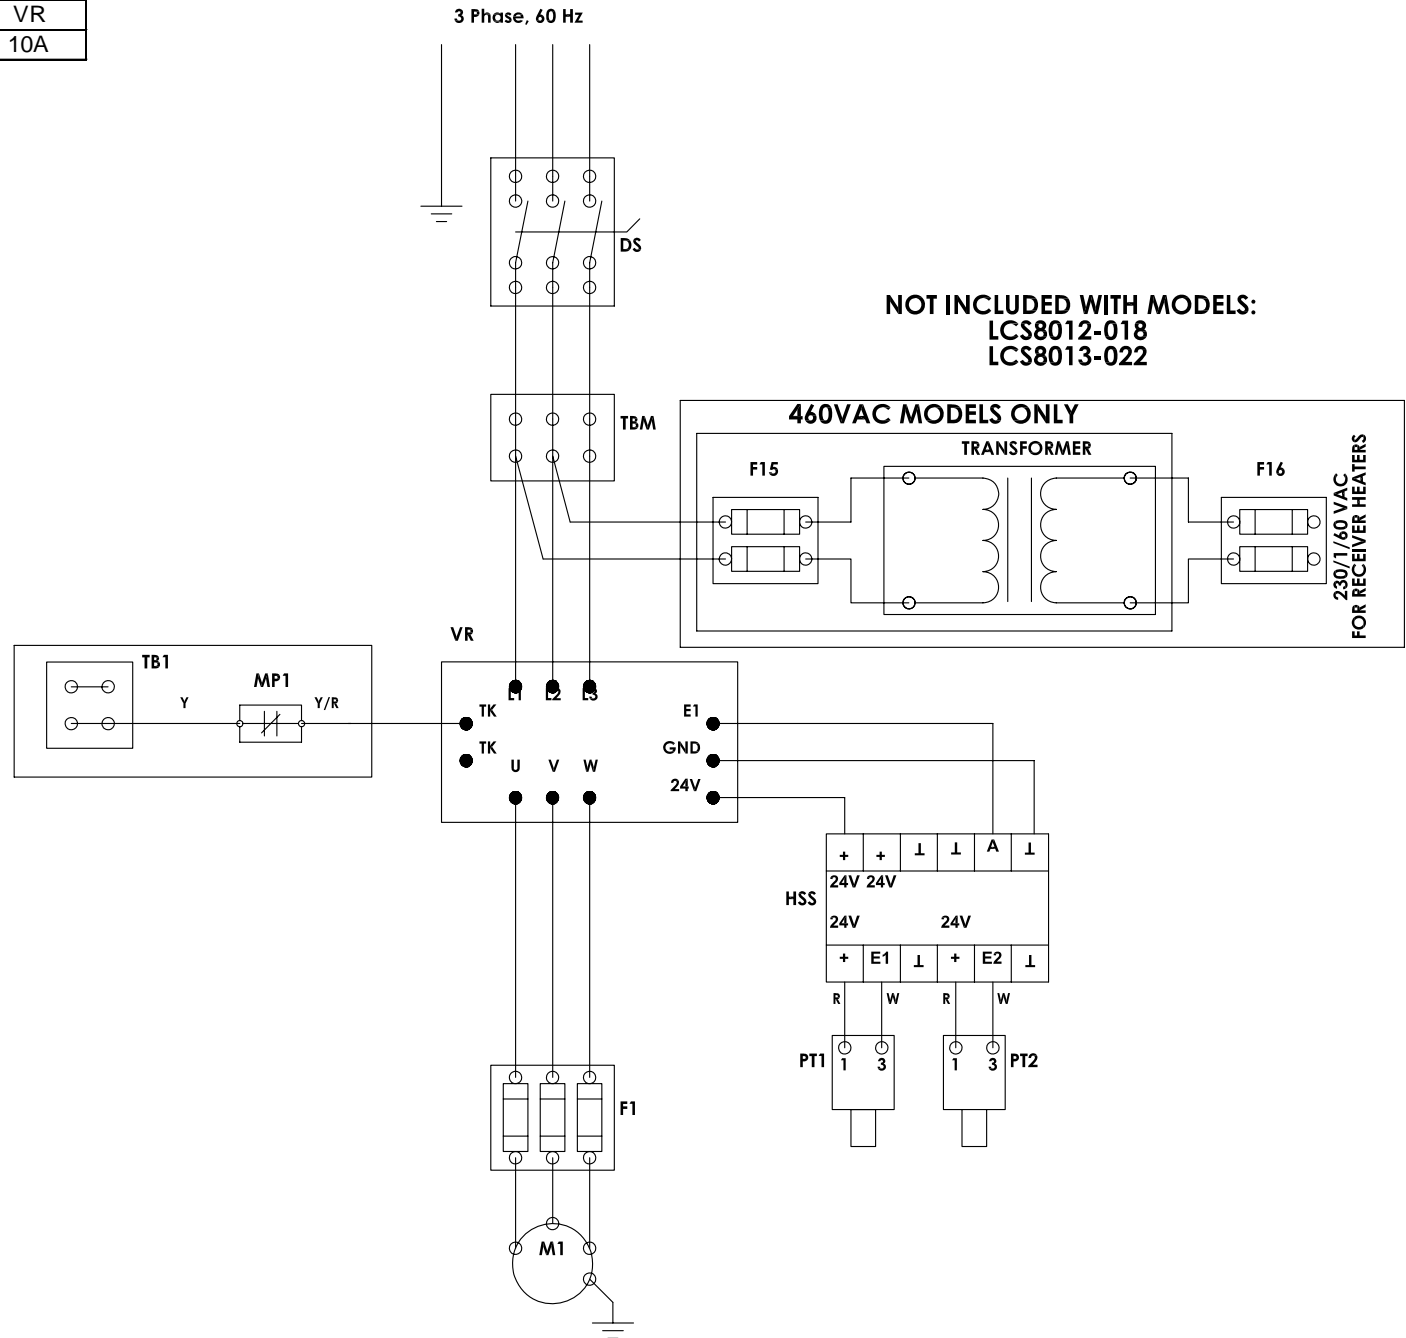 VR
10A
3 Phase, 60 Hz
DS
NOT INCLUDED WITH MODELS:
LCS8012-018
LCS8013-022
TBM
460VAC MODELS ONLY
TRANSFORMER
F15
F16
230/1/60 VAC
FOR RECEIVER HEATERS
VR
TB1
MP1
Y
Y/R
L1 L2 L3
TK
E1
TK
GND
U V W
24V
+ + ⊥ ⊥ A ⊥
24V 24V
HSS
24V 24V
+ E1 ⊥ + E2 ⊥
R W R W
PT1 1 3 1 3 PT2
F1
M1